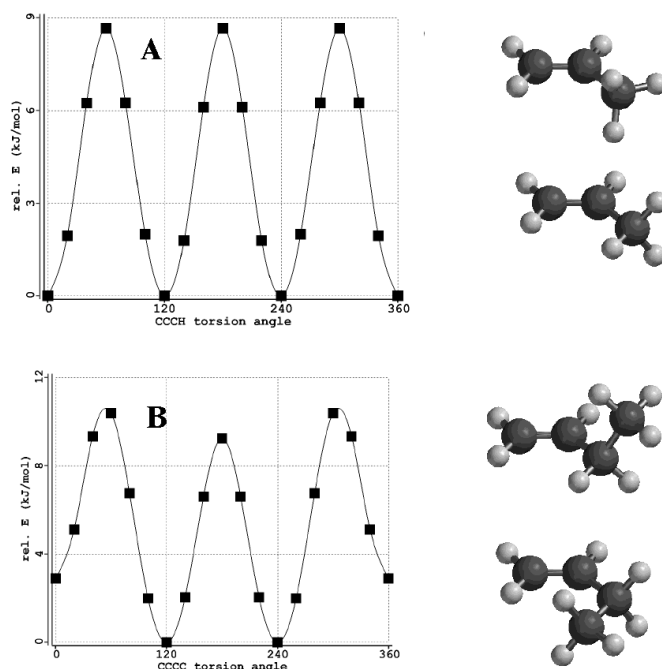 9
A
6
rel. E (kJ/mol)
3
0
0 120 240 360
CCCH torsion angle
12
B
8
rel. E (kJ/mol)
4
0
0 120 240 360
CCCC torsion angle